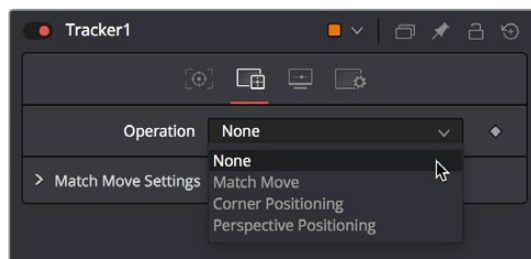 Tracker1
Operation None
None
Match Move Settings
Match Move
Corner Positioning
Perspective Positioning